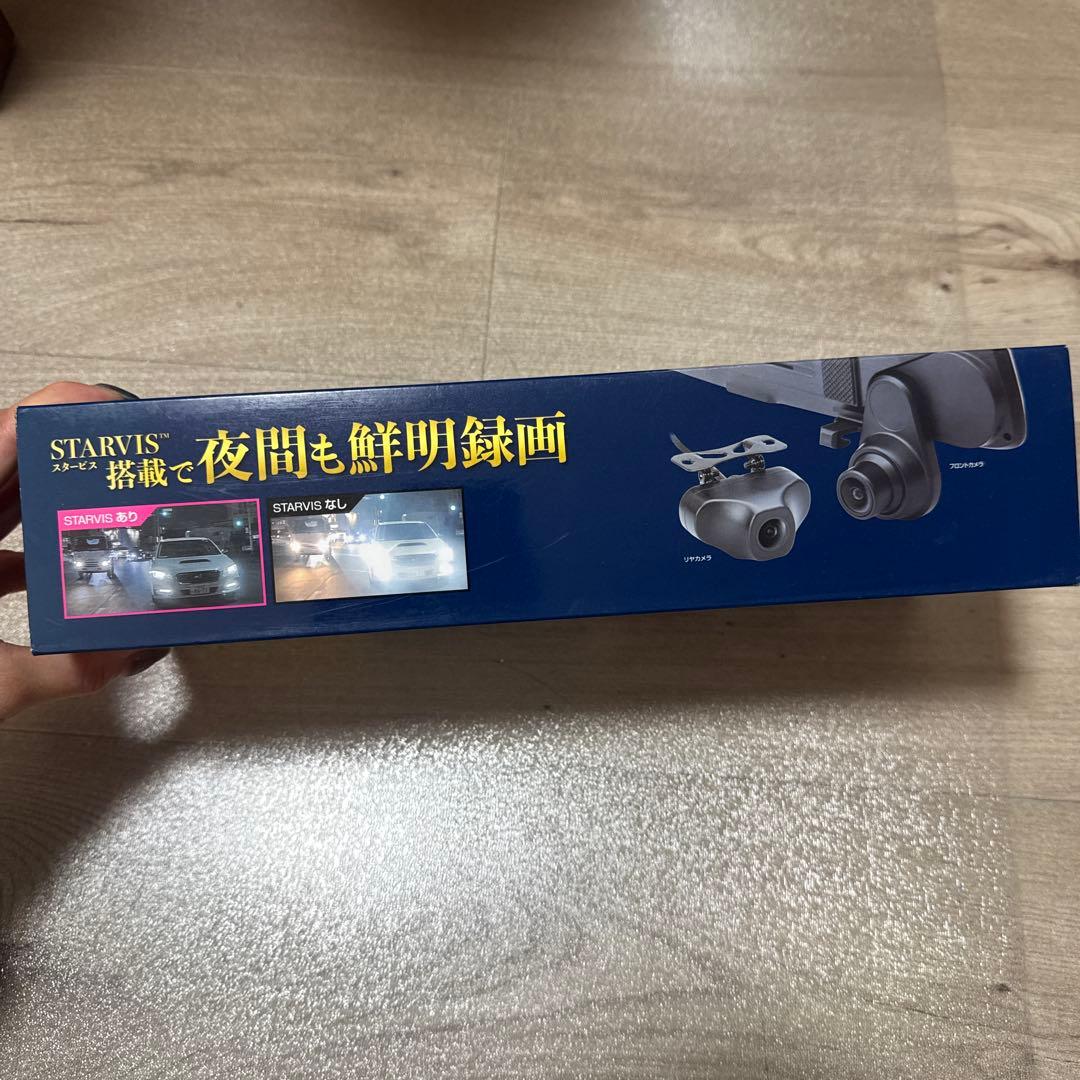 STARVIS™
スタービス
搭載で夜間も鮮明録画
STARVIS あり
STARVIS なし
リヤカメラ
フロントカメラ